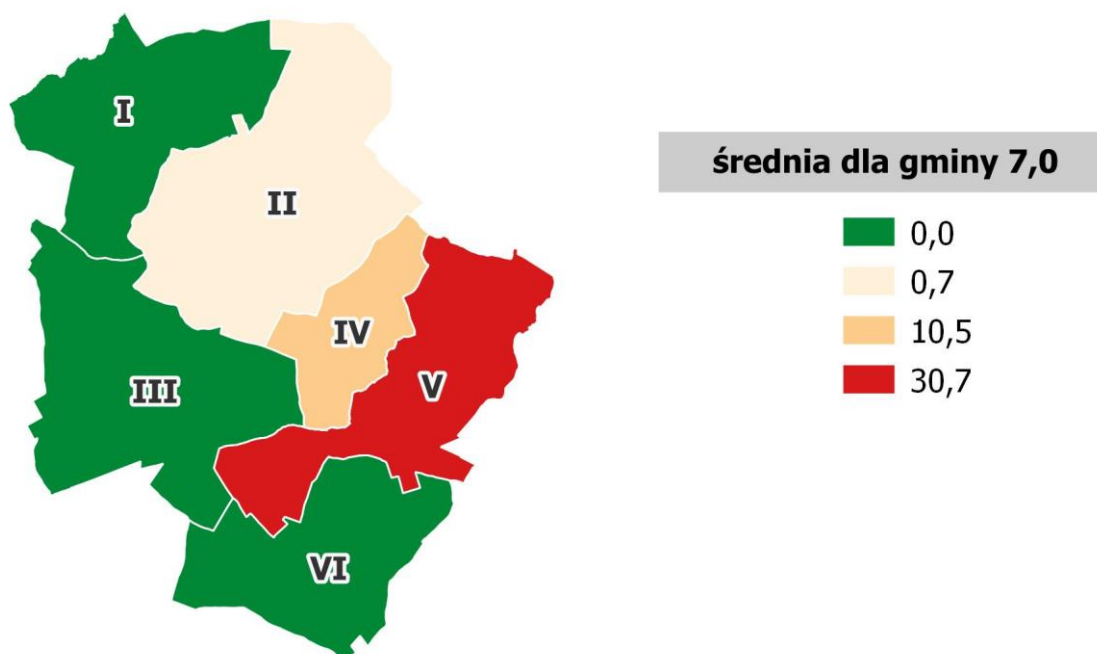 I
II
III
IV
V
VI
średnia dla gminy 7,0
0,0
0,7
10,5
30,7